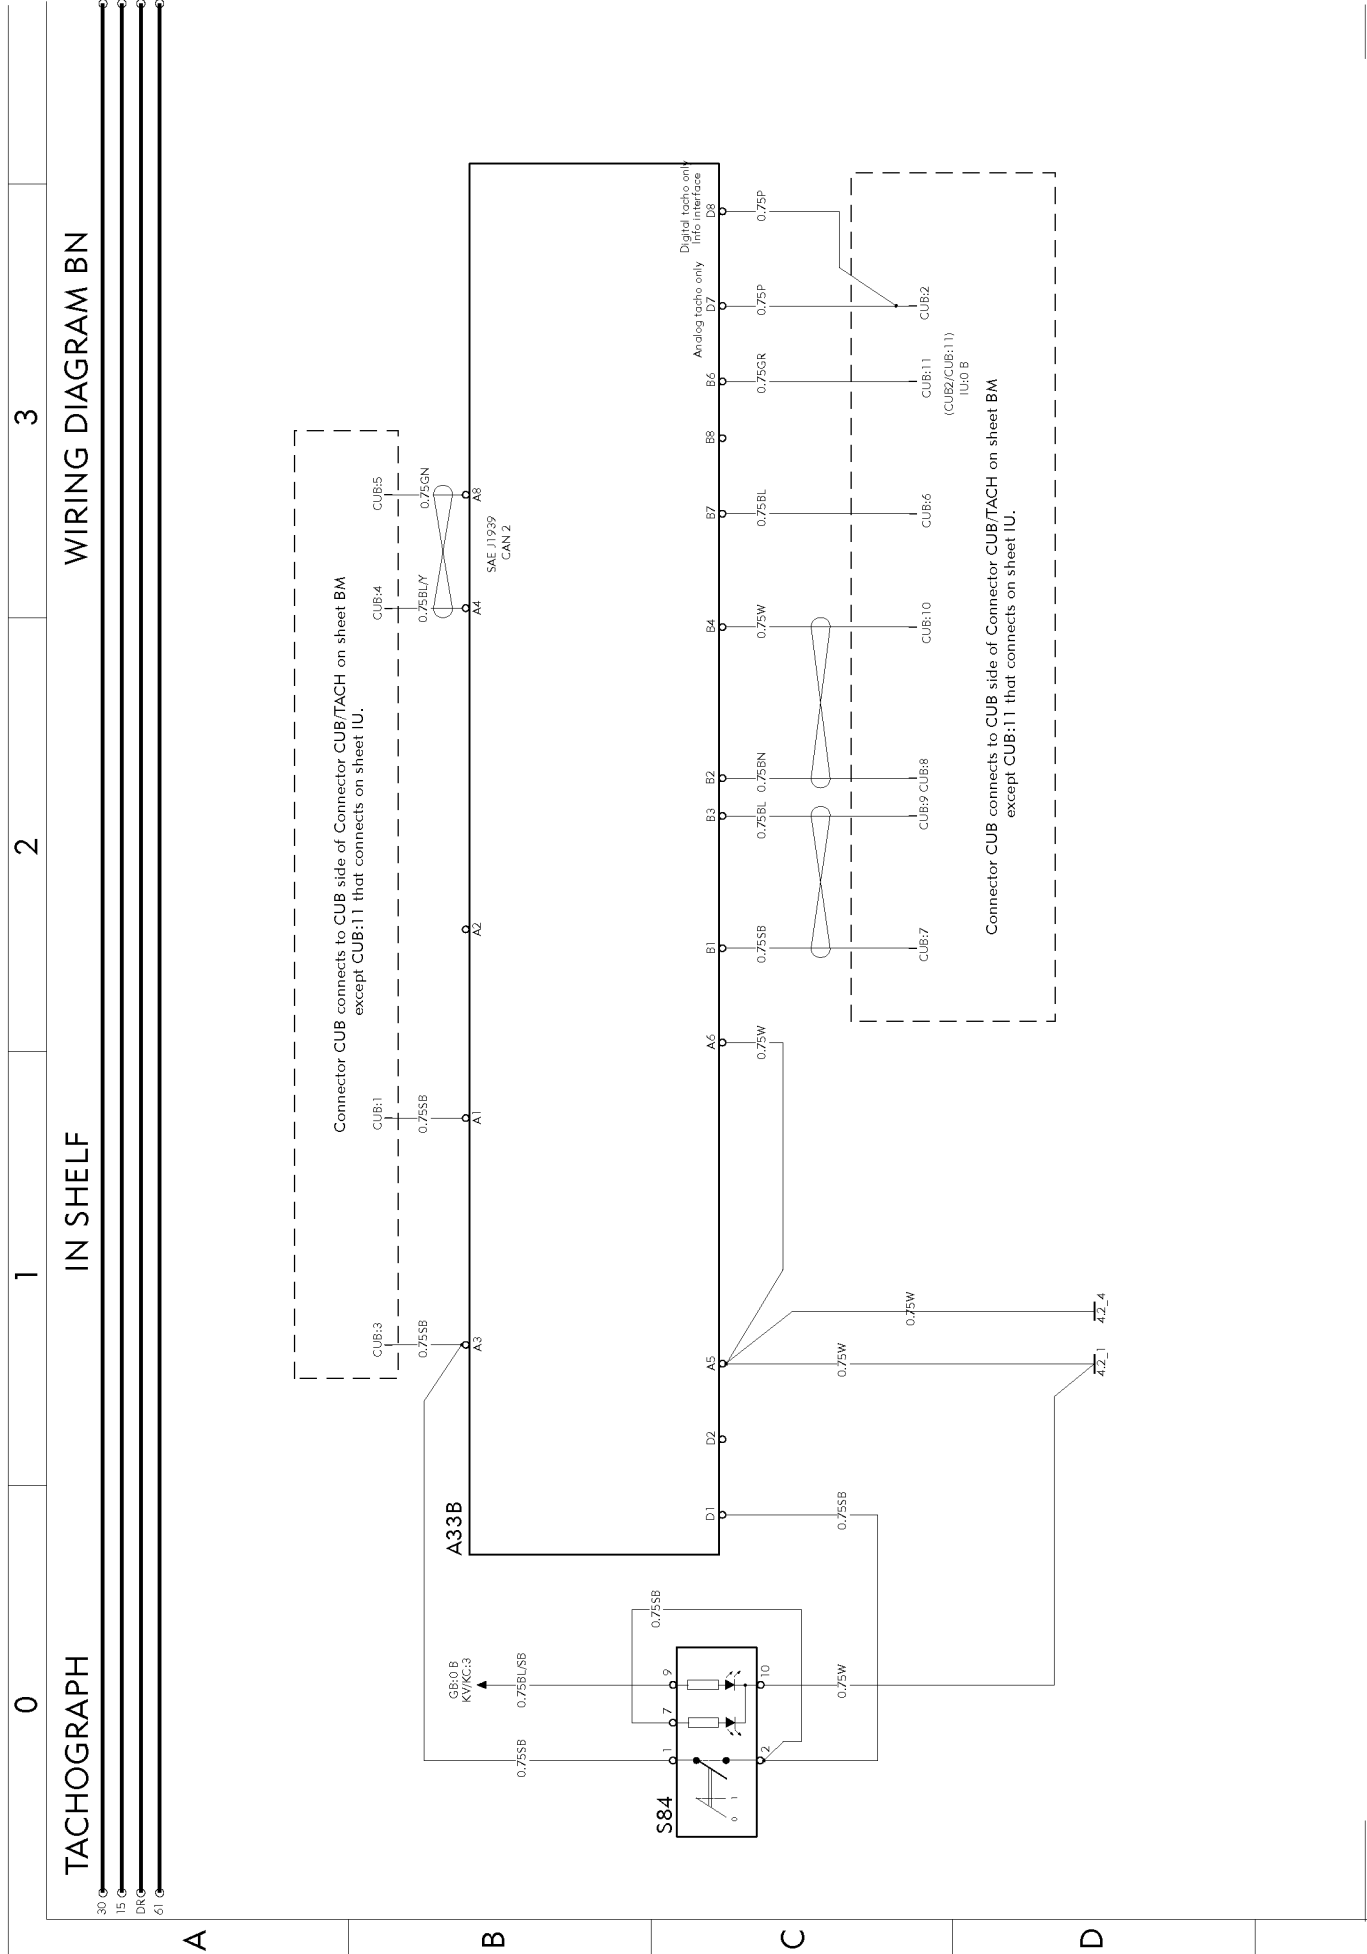 0
1
2
3
TACHOGRAPH
IN SHELF
WIRING DIAGRAM BN
30
15
DR
61
A
B
C
D
Connector CUB connects to CUB side of Connector CUB/TACH on sheet BM
except CUB:11 that connects on sheet IU.
CUB:3
CUB:1
CUB:4
CUB:5
0.75SB
0.75SB
0.75BL/Y
0.75GN
A33B
A3
A1
A2
A4
A8
SAE J1939
CAN 2
GB:0 B
KV/KC:3
0.75SB
0.75BL/SB
0.75SB
S84
1
7
9
0
1
2
10
D1
D2
A5
A6
B1
B3
B2
B4
B7
B8
B6
D7
D8
Analog tacho only
Digital tacho only
Info interface
0.75W
0.75SB
0.75BL
0.75BN
0.75W
0.75BL
0.75GR
0.75P
0.75P
0.75W
0.75SB
0.75W
0.75W
CUB:7
CUB:9
CUB:8
CUB:10
CUB:6
CUB:11
(CUB2/CUB:11)
IU:0 B
CUB:2
Connector CUB connects to CUB side of Connector CUB/TACH on sheet BM
except CUB:11 that connects on sheet IU.
4.2_1
4.2_4